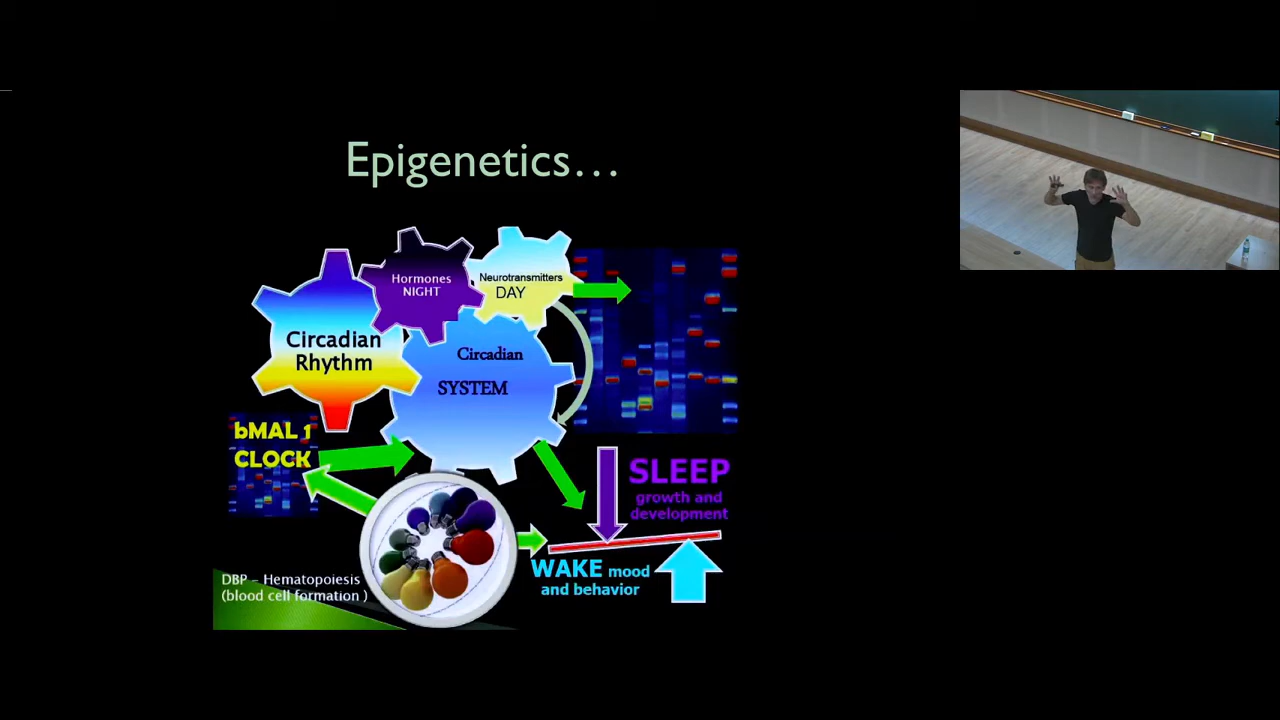 Epigenetics...
Hormones
NIGHT
Neurotransmitters
DAY
Circadian
Rhythm
Circadian
SYSTEM
bMAL 1
CLOCK
SLEEP
growth and
development
WAKE mood
and behavior
DBP – Hematopoiesis
(blood cell formation )